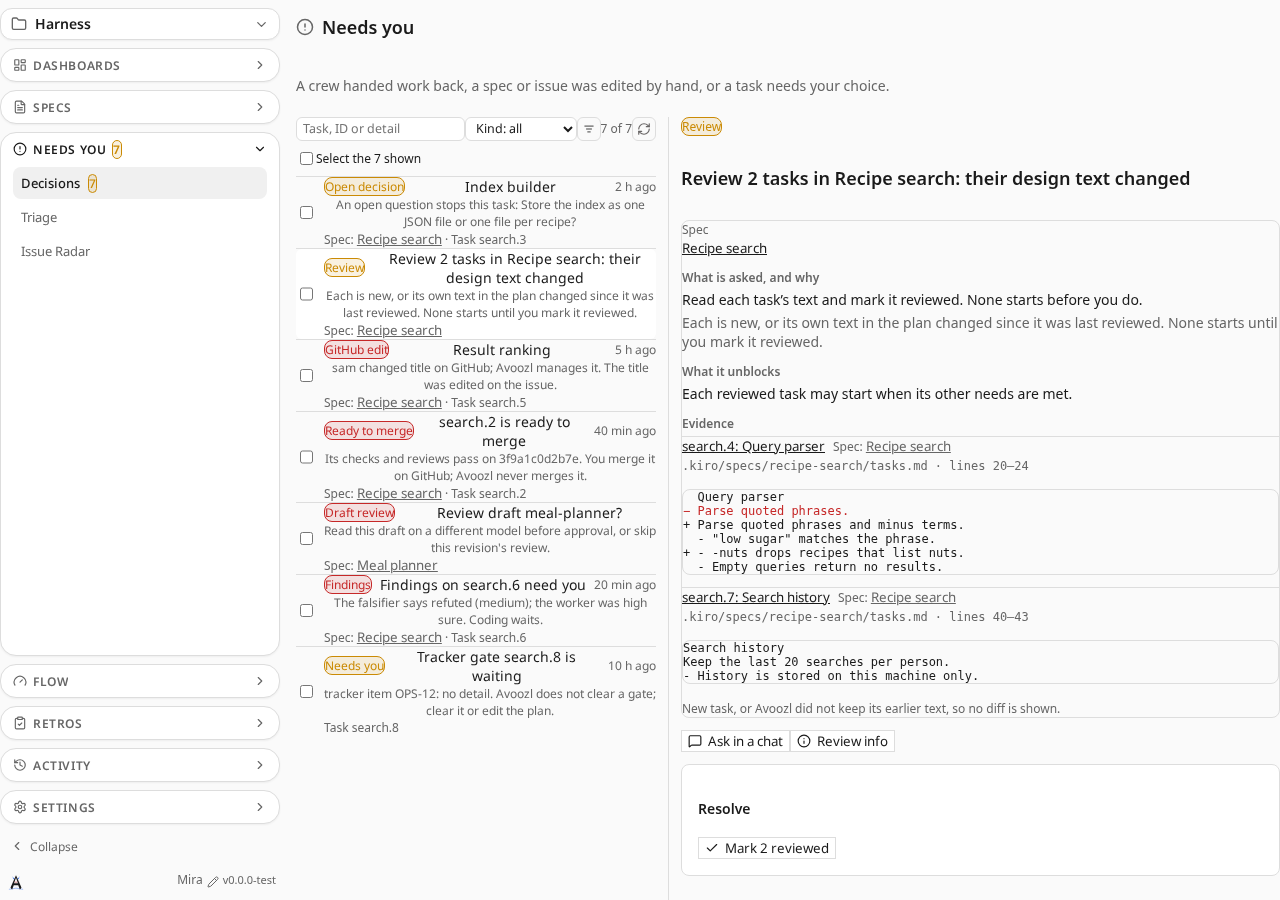 Harness
DASHBOARDS
SPECS
NEEDS YOU 7
Decisions 7
Triage
Issue Radar
FLOW
RETROS
ACTIVITY
SETTINGS
Collapse
Mira v0.0.0-test
Needs you
A crew handed work back, a spec or issue was edited by hand, or a task needs your choice.
Task, ID or detail Kind: all 7 of 7
Select the 7 shown
Open decision Index builder 2 h ago
An open question stops this task: Store the index as one
JSON file or one file per recipe?
Spec: Recipe search · Task search.3
Review Review 2 tasks in Recipe search: their
design text changed
Each is new, or its own text in the plan changed since it was
last reviewed. None starts until you mark it reviewed.
Spec: Recipe search
GitHub edit Result ranking 5 h ago
sam changed title on GitHub; Avoozl manages it. The title
was edited on the issue.
Spec: Recipe search · Task search.5
Ready to merge search.2 is ready to
merge 40 min ago
Its checks and reviews pass on 3f9a1c0d2b7e. You merge it
on GitHub; Avoozl never merges it.
Spec: Recipe search · Task search.2
Draft review Review draft meal-planner?
Read this draft on a different model before approval, or skip
this revision's review.
Spec: Meal planner
Findings Findings on search.6 need you 20 min ago
The falsifier says refuted (medium); the worker was high
sure. Coding waits.
Spec: Recipe search · Task search.6
Needs you Tracker gate search.8 is
waiting 10 h ago
tracker item OPS-12: no detail. Avoozl does not clear a gate;
clear it or edit the plan.
Task search.8
Review
Review 2 tasks in Recipe search: their design text changed
Spec
Recipe search
What is asked, and why
Read each task’s text and mark it reviewed. None starts before you do.
Each is new, or its own text in the plan changed since it was last reviewed. None starts until
you mark it reviewed.
What it unblocks
Each reviewed task may start when its other needs are met.
Evidence
search.4: Query parser Spec: Recipe search
.kiro/specs/recipe-search/tasks.md · lines 20–24
Query parser
− Parse quoted phrases.
+ Parse quoted phrases and minus terms.
- "low sugar" matches the phrase.
+ - -nuts drops recipes that list nuts.
- Empty queries return no results.
search.7: Search history Spec: Recipe search
.kiro/specs/recipe-search/tasks.md · lines 40–43
Search history
Keep the last 20 searches per person.
- History is stored on this machine only.
New task, or Avoozl did not keep its earlier text, so no diff is shown.
Ask in a chat Review info
Resolve
Mark 2 reviewed